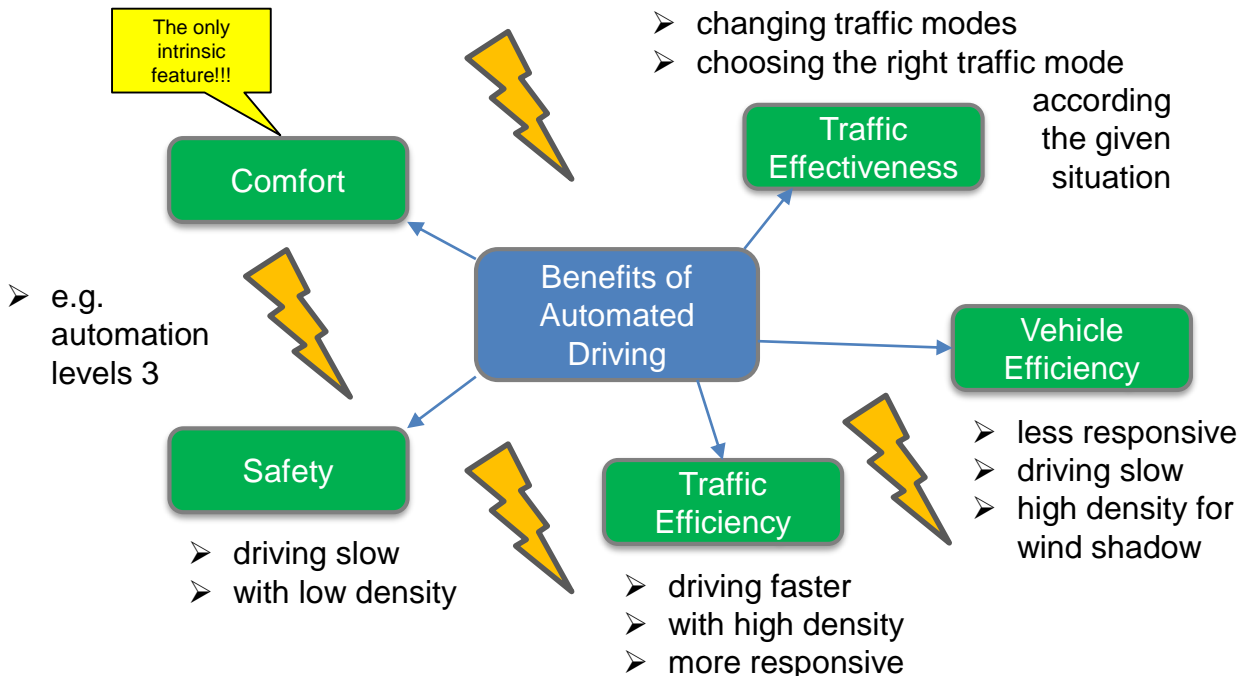 The only
intrinsic
feature!!!
➢ changing traffic modes
➢ choosing the right traffic mode
according
the given
situation
Comfort
Traffic
Effectiveness
Benefits of
Automated
Driving
➢ e.g.
automation
levels 3
Vehicle
Efficiency
➢ less responsive
➢ driving slow
➢ high density for
wind shadow
Safety
➢ driving slow
➢ with low density
Traffic
Efficiency
➢ driving faster
➢ with high density
➢ more responsive